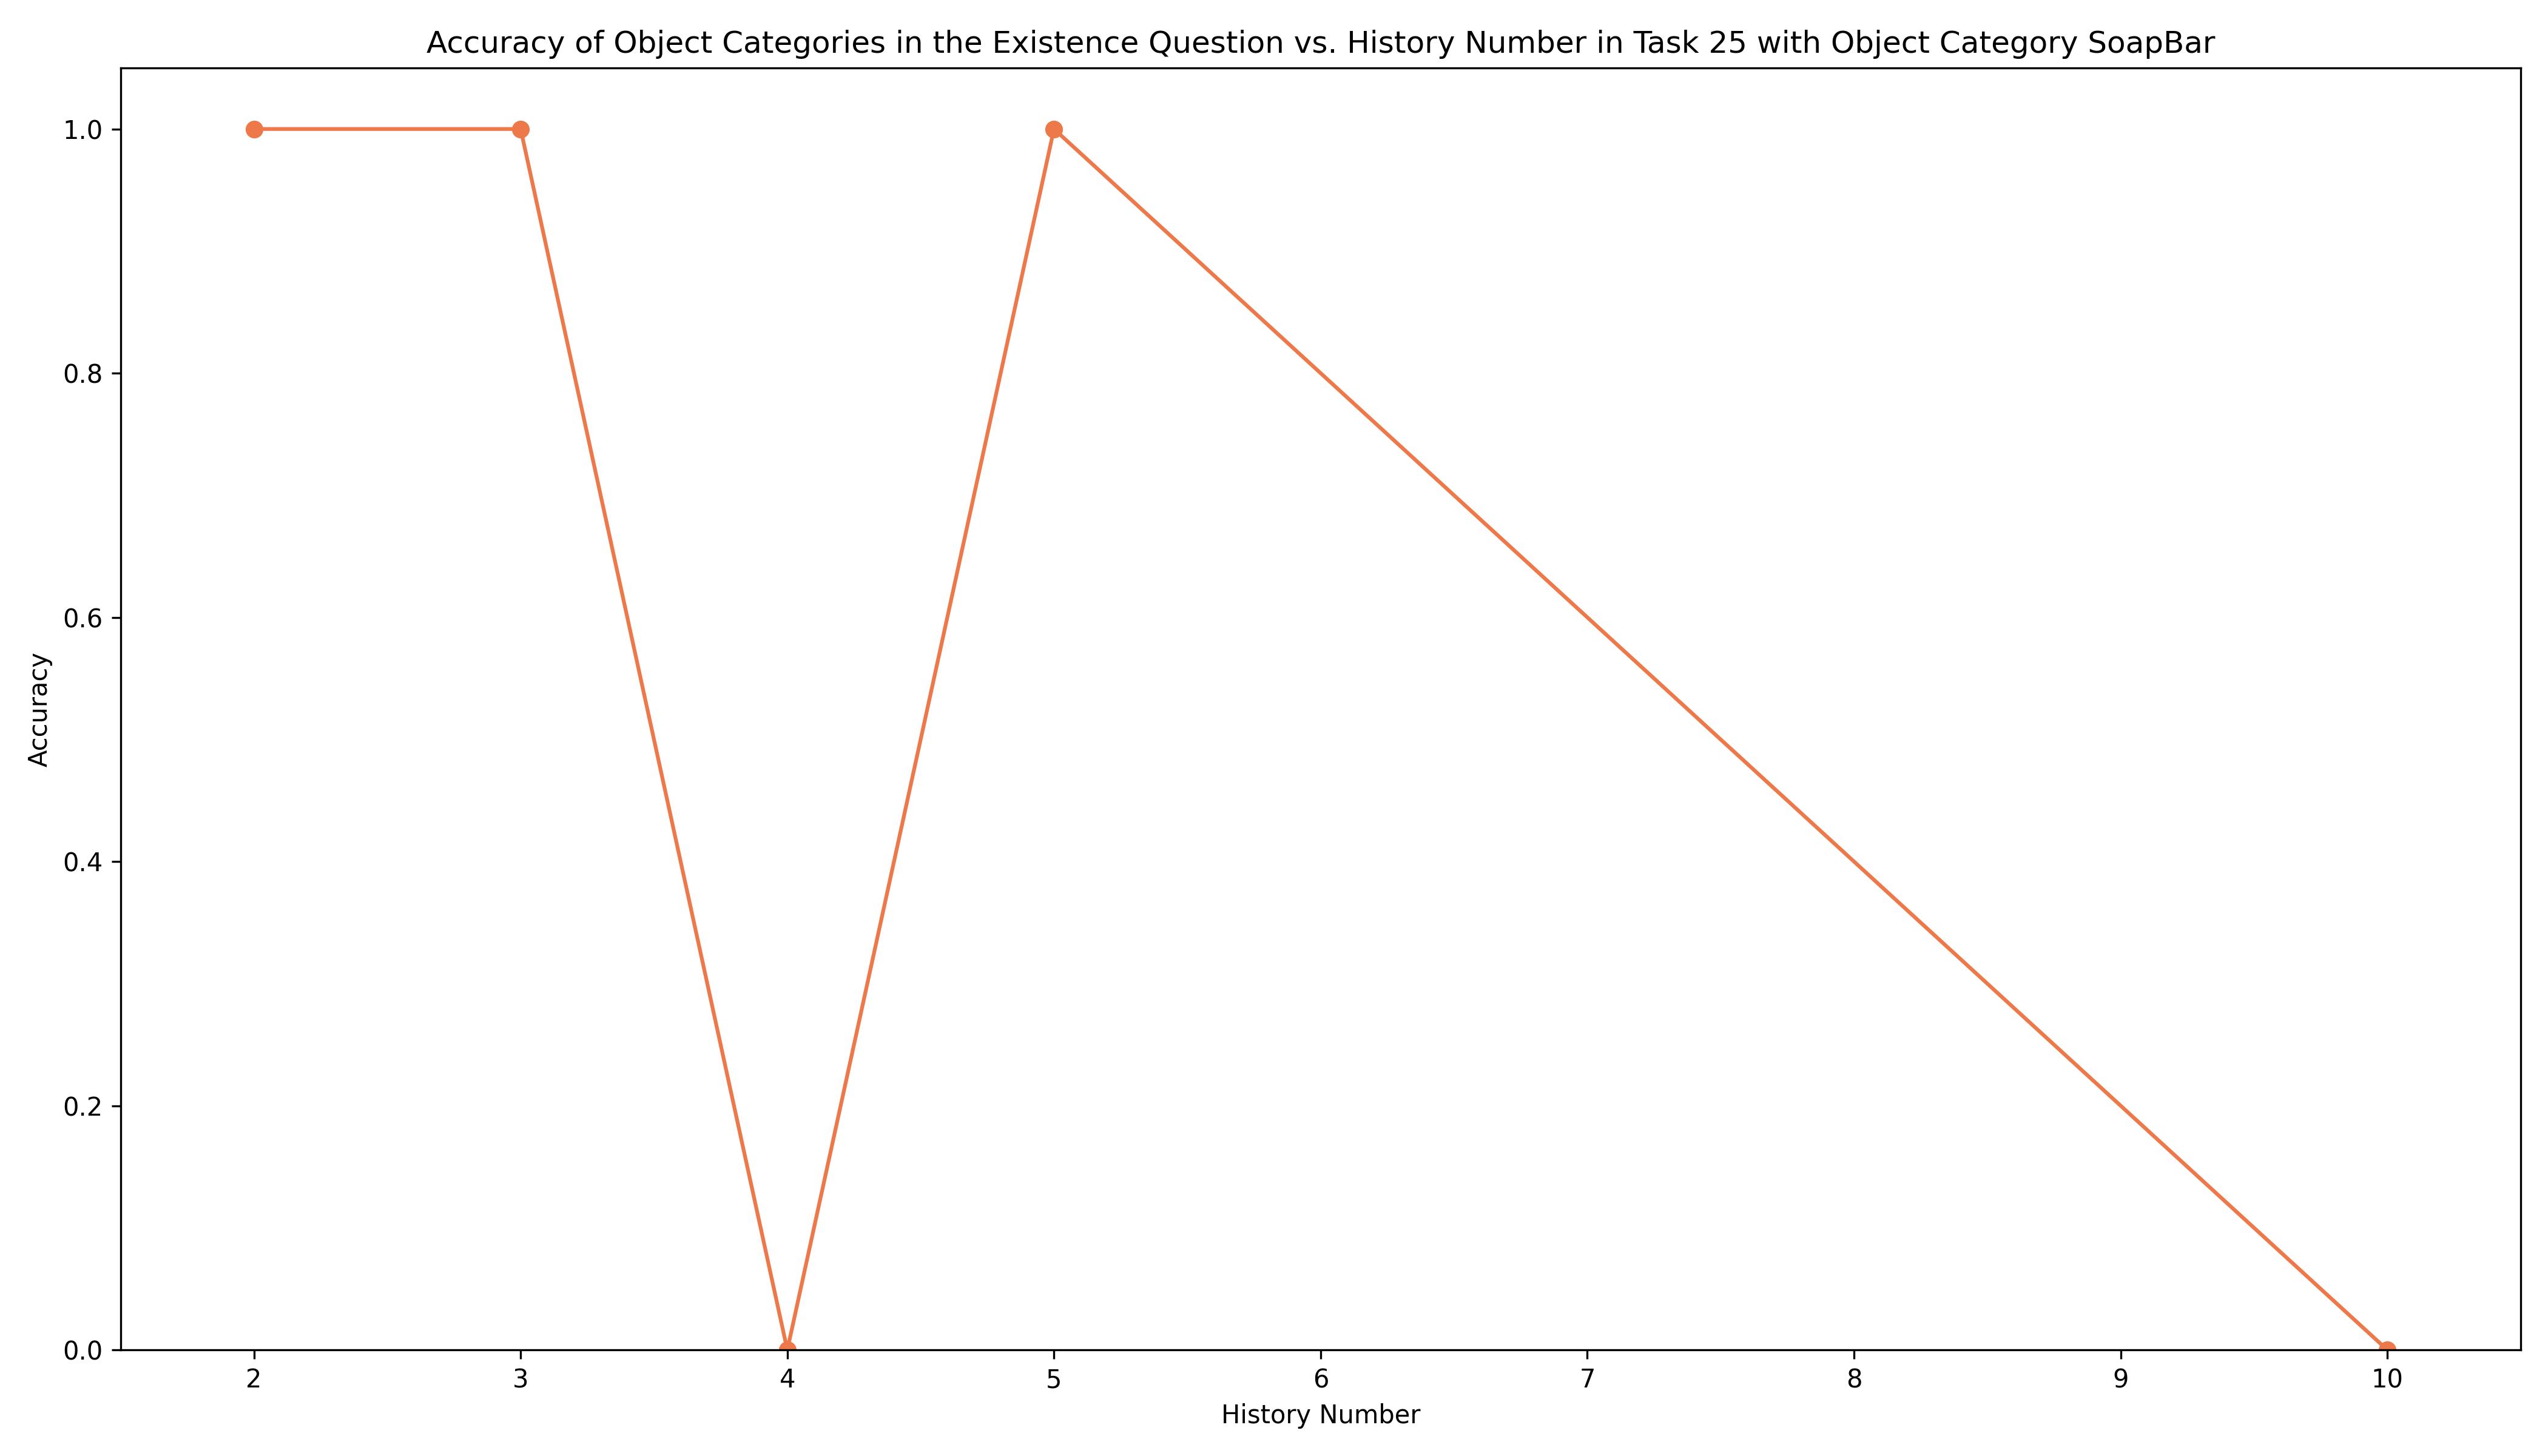 Accuracy of Object Categories in the Existence Question vs. History Number in Task 25 with Object Category SoapBar
1.0
0.8
0.6
0.4
0.2
0.0
Accuracy
2 3 4 5 6 7 8 9 10
History Number